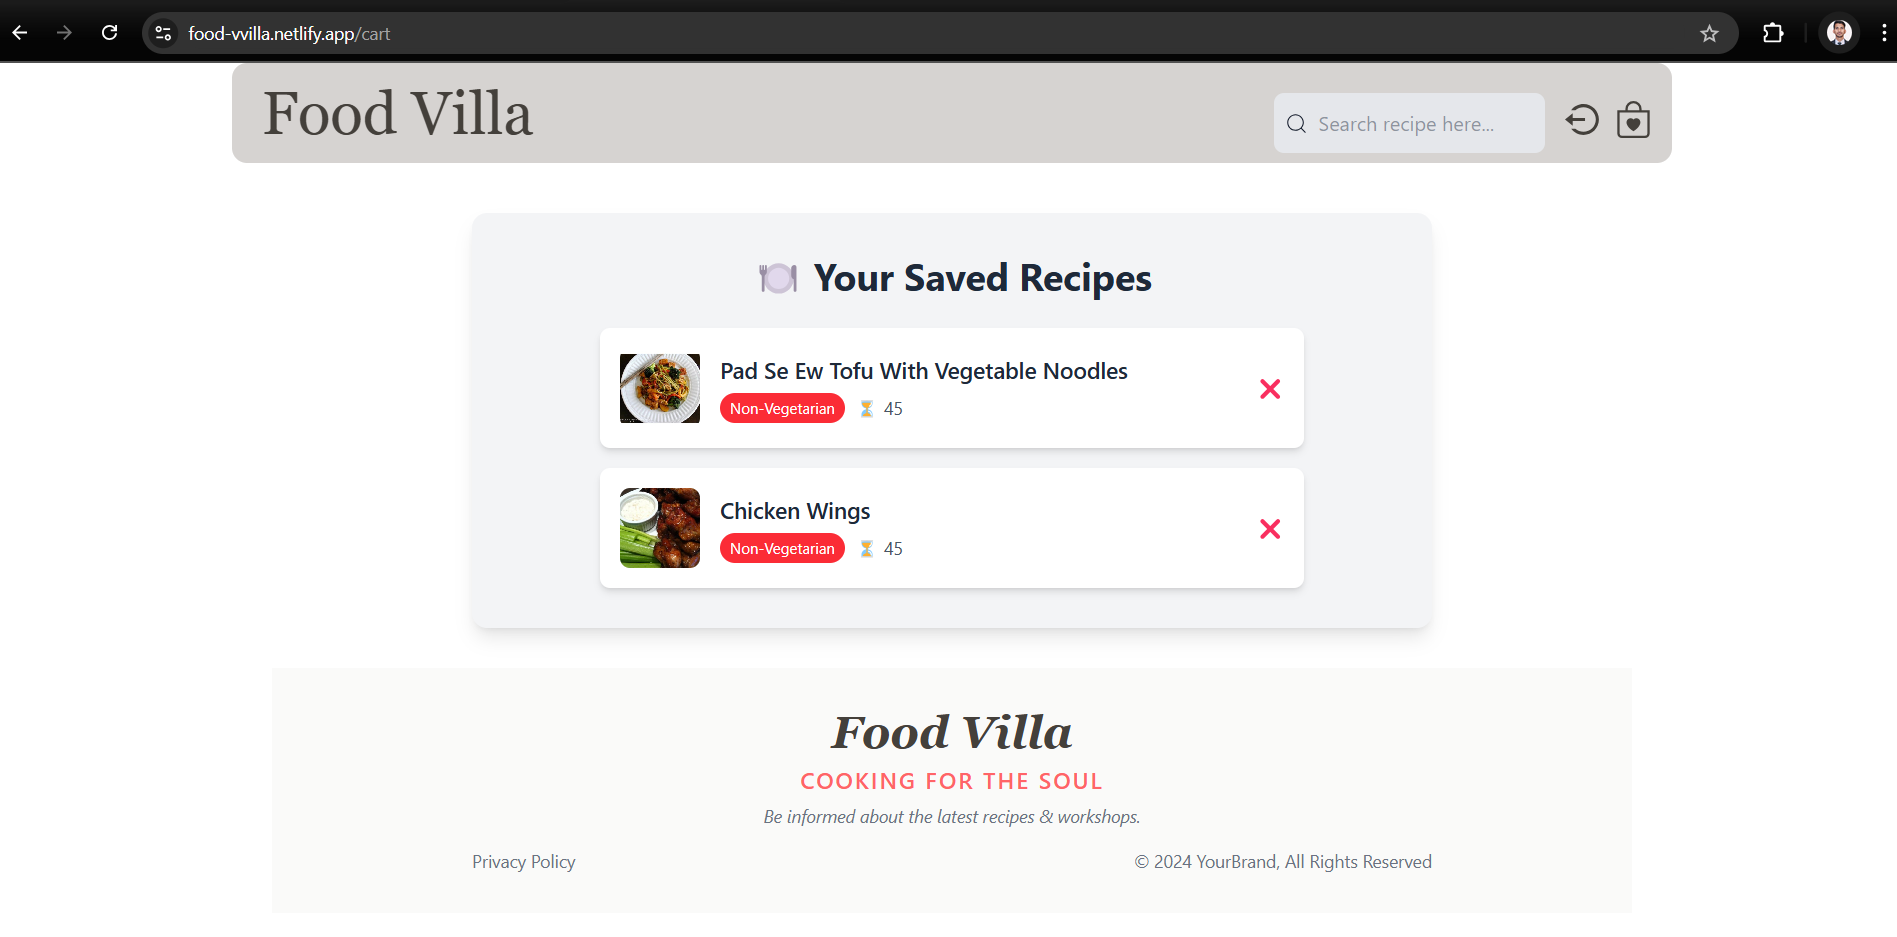 food-vvilla.netlify.app/cart
Food Villa
Search recipe here...
Your Saved Recipes
Pad Se Ew Tofu With Vegetable Noodles
Non-Vegetarian ⏳ 45
Chicken Wings
Non-Vegetarian ⏳ 45
Food Villa
COOKING FOR THE SOUL
Be informed about the latest recipes & workshops.
Privacy Policy
© 2024 YourBrand, All Rights Reserved